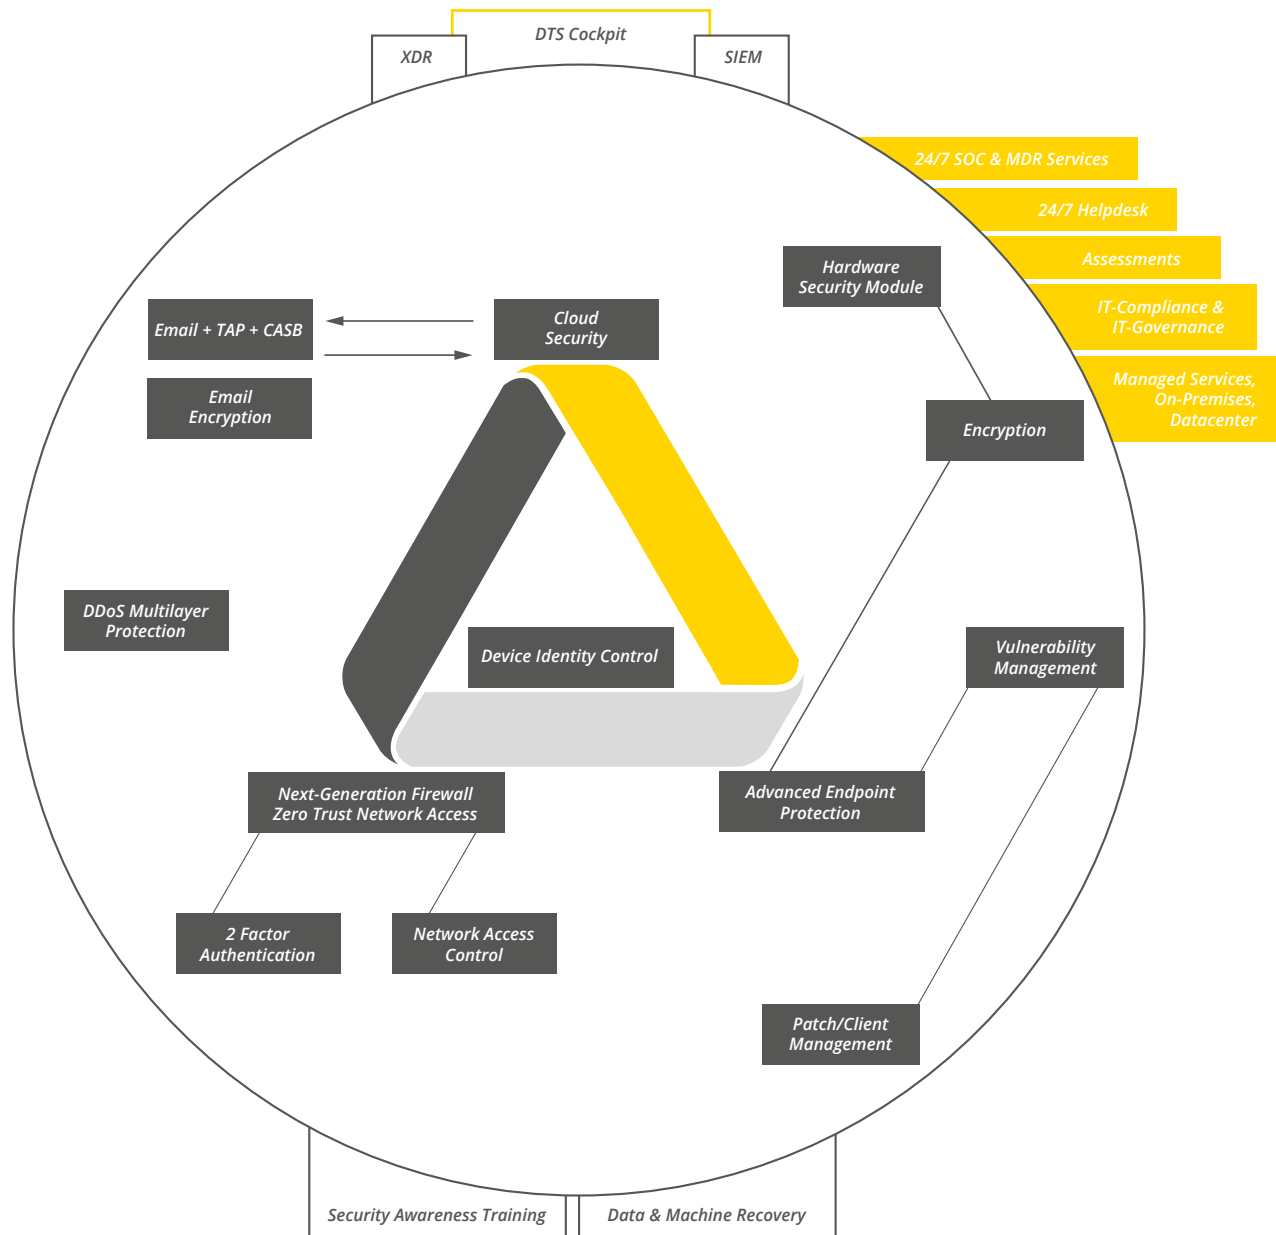 DTS Cockpit
XDR
SIEM
24/7 SOC & MDR Services
24/7 Helpdesk
Assessments
IT-Compliance &
IT-Governance
Managed Services,
On-Premises,
Datacenter
Hardware
Security Module
Email + TAP + CASB
Cloud
Security
Email
Encryption
Encryption
DDoS Multilayer
Protection
Device Identity Control
Vulnerability
Management
Next-Generation Firewall
Zero Trust Network Access
Advanced Endpoint
Protection
2 Factor
Authentication
Network Access
Control
Patch/Client
Management
Security Awareness Training
Data & Machine Recovery